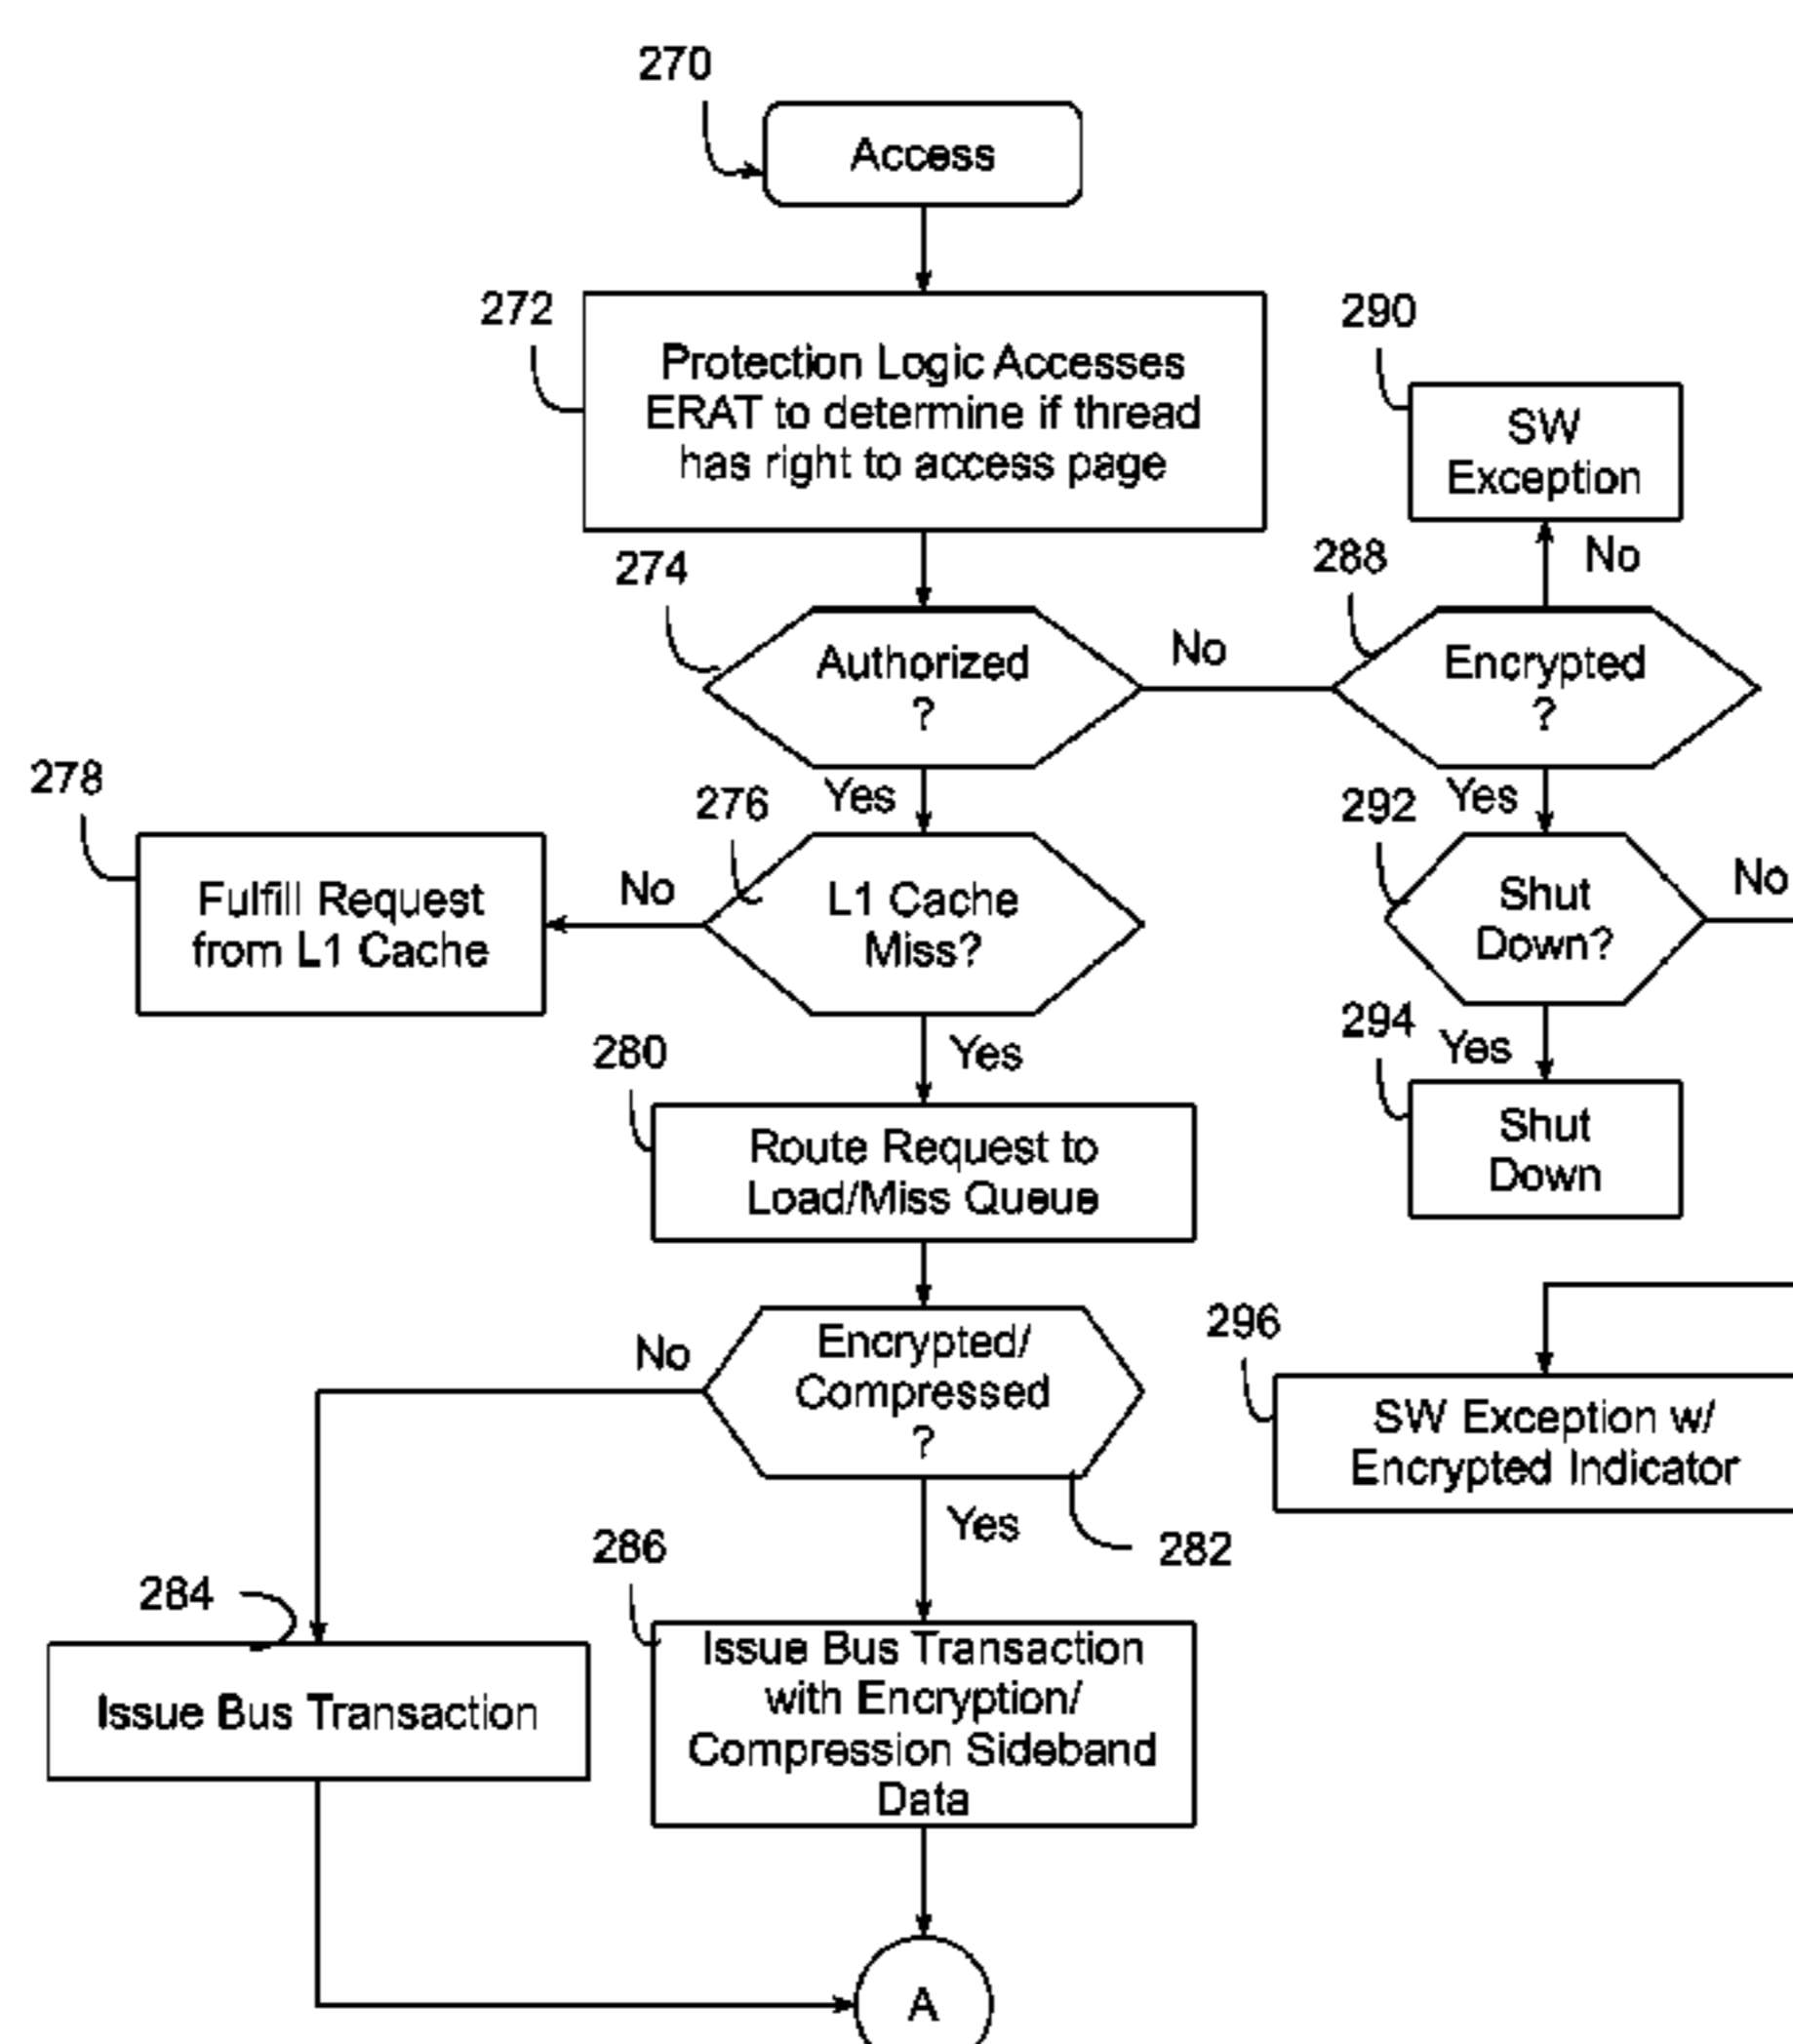 270
Access
272
Protection Logic Accesses
ERAT to determine if thread
has right to access page
290
SW
Exception
274
Authorized
?
No
288
No
Encrypted
?
Yes
Yes
278
Fulfill Request
from L1 Cache
No
276
L1 Cache
Miss?
292
Shut
Down?
No
280
Yes
294
Yes
Shut
Down
Route Request to
Load/Miss Queue
No
Encrypted/
Compressed
?
296
SW Exception w/
Encrypted Indicator
Yes
282
284
Issue Bus Transaction
286
Issue Bus Transaction
with Encryption/
Compression Sideband
Data
A